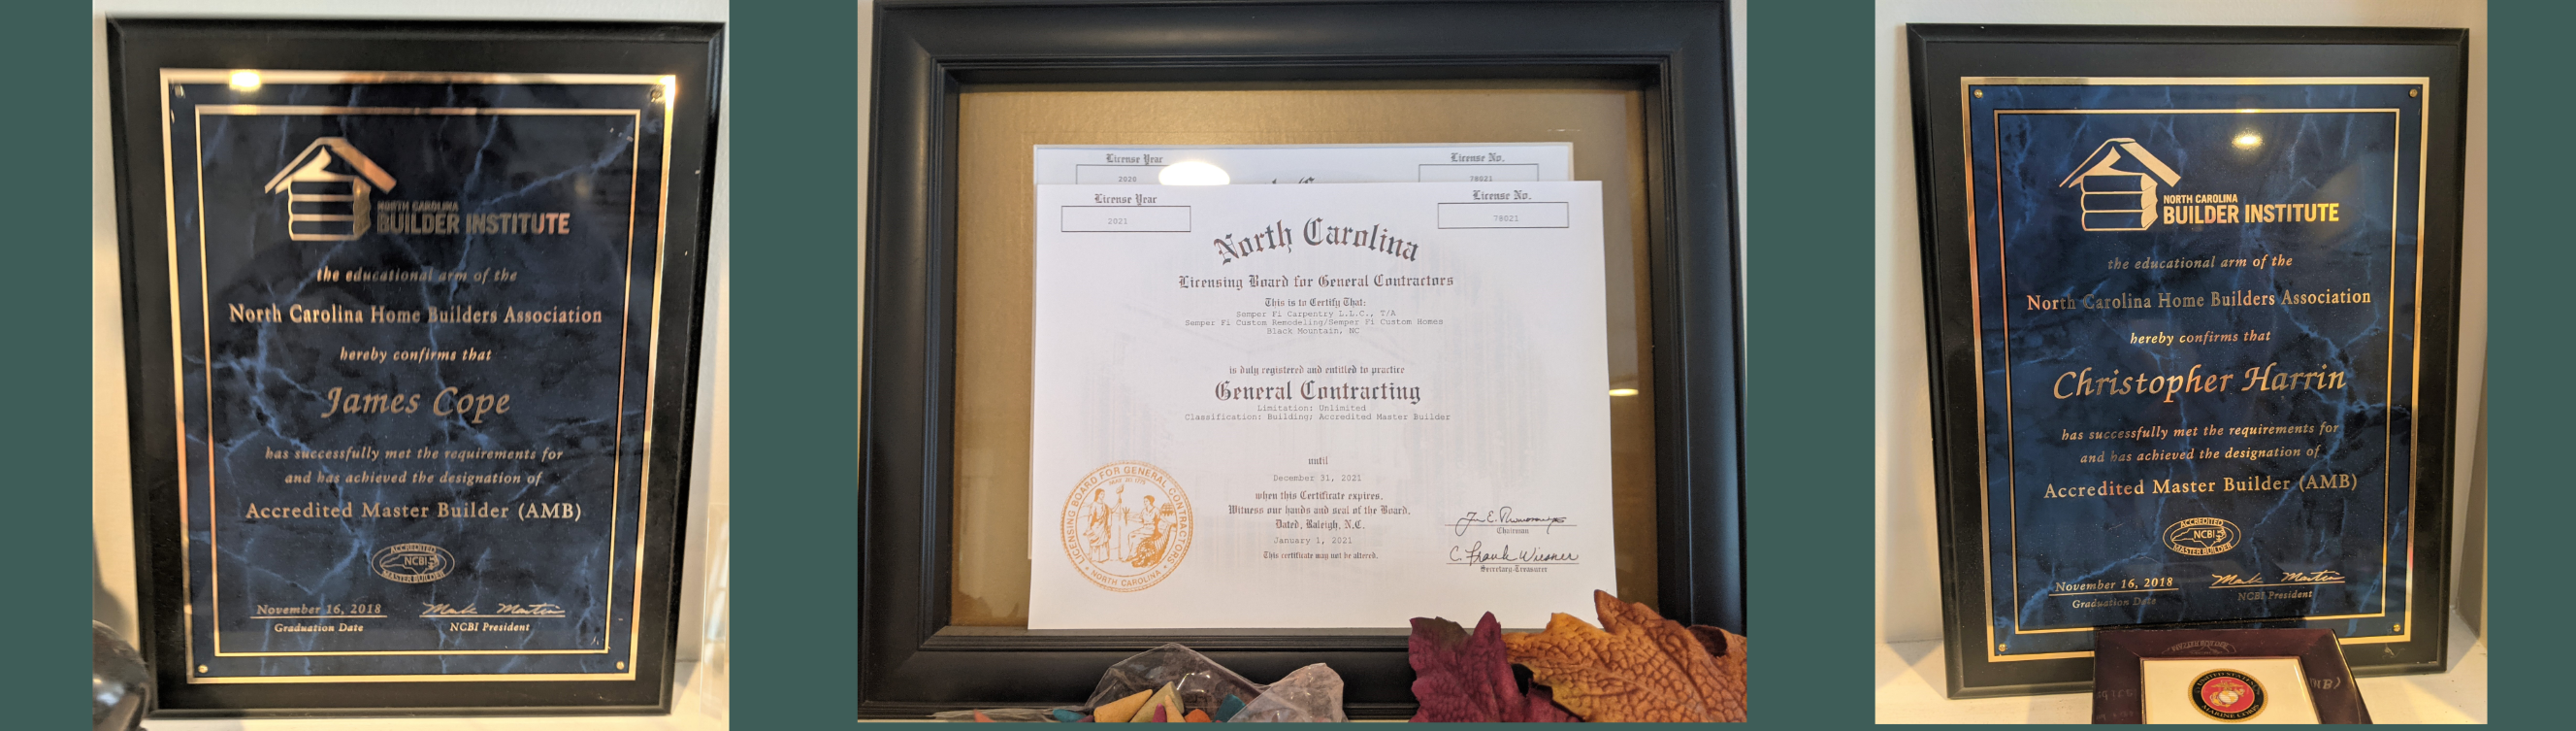 NORTH CAROLINA
BUILDER INSTITUTE
the educational arm of the
North Carolina Home Builders Association
hereby confirms that
James Cope
has successfully met the requirements for
and has achieved the designation of
Accredited Master Builder (AMB)
ACCREDITED
NCBI
MASTER BUILDER
November 16, 2018
Graduation Date
Mark Martin
NCBI President
License Year
2020
License No.
78021
License Year
2021
License No.
78021
North Carolina
Licensing Board for General Contractors
This is to Certify That:
Semper Fi Carpentry L.L.C., T/A
Semper Fi Custom Remodeling/Semper Fi Custom Homes
Black Mountain, NC
is duly registered and entitled to practice
General Contracting
Limitation: Unlimited
Classification: Building; Accredited Master Builder
until
December 31, 2021
when this Certificate expires.
Witness our hands and seal of the Board.
Dated, Raleigh, N.C.
January 1, 2021
This certificate may not be altered.
LICENSING BOARD FOR GENERAL CONTRACTORS
NORTH CAROLINA
Chairman
C. Frank Wiesner
Secretary-Treasurer
NORTH CAROLINA
BUILDER INSTITUTE
the educational arm of the
North Carolina Home Builders Association
hereby confirms that
Christopher Harrin
has successfully met the requirements for
and has achieved the designation of
Accredited Master Builder (AMB)
ACCREDITED
NCBI
MASTER BUILDER
November 16, 2018
Graduation Date
Mark Martin
NCBI President
UNITED STATES
MARINE CORPS